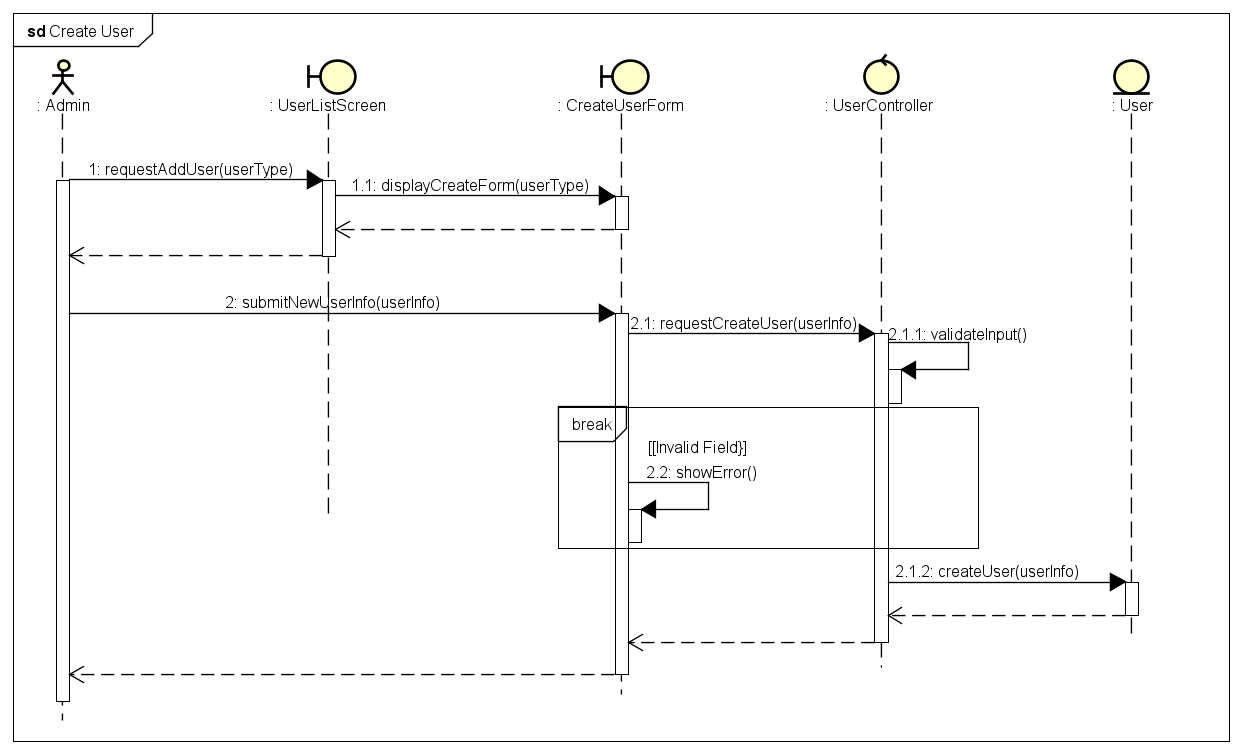 sd Create User
: Admin
: UserListScreen
: CreateUserForm
: UserController
: User
1: requestAddUser(userType)
1.1: displayCreateForm(userType)
2: submitNewUserInfo(userInfo)
2.1: requestCreateUser(userInfo)
2.1.1: validateInput()
break
[[Invalid Field}]
2.2: showError()
2.1.2: createUser(userInfo)